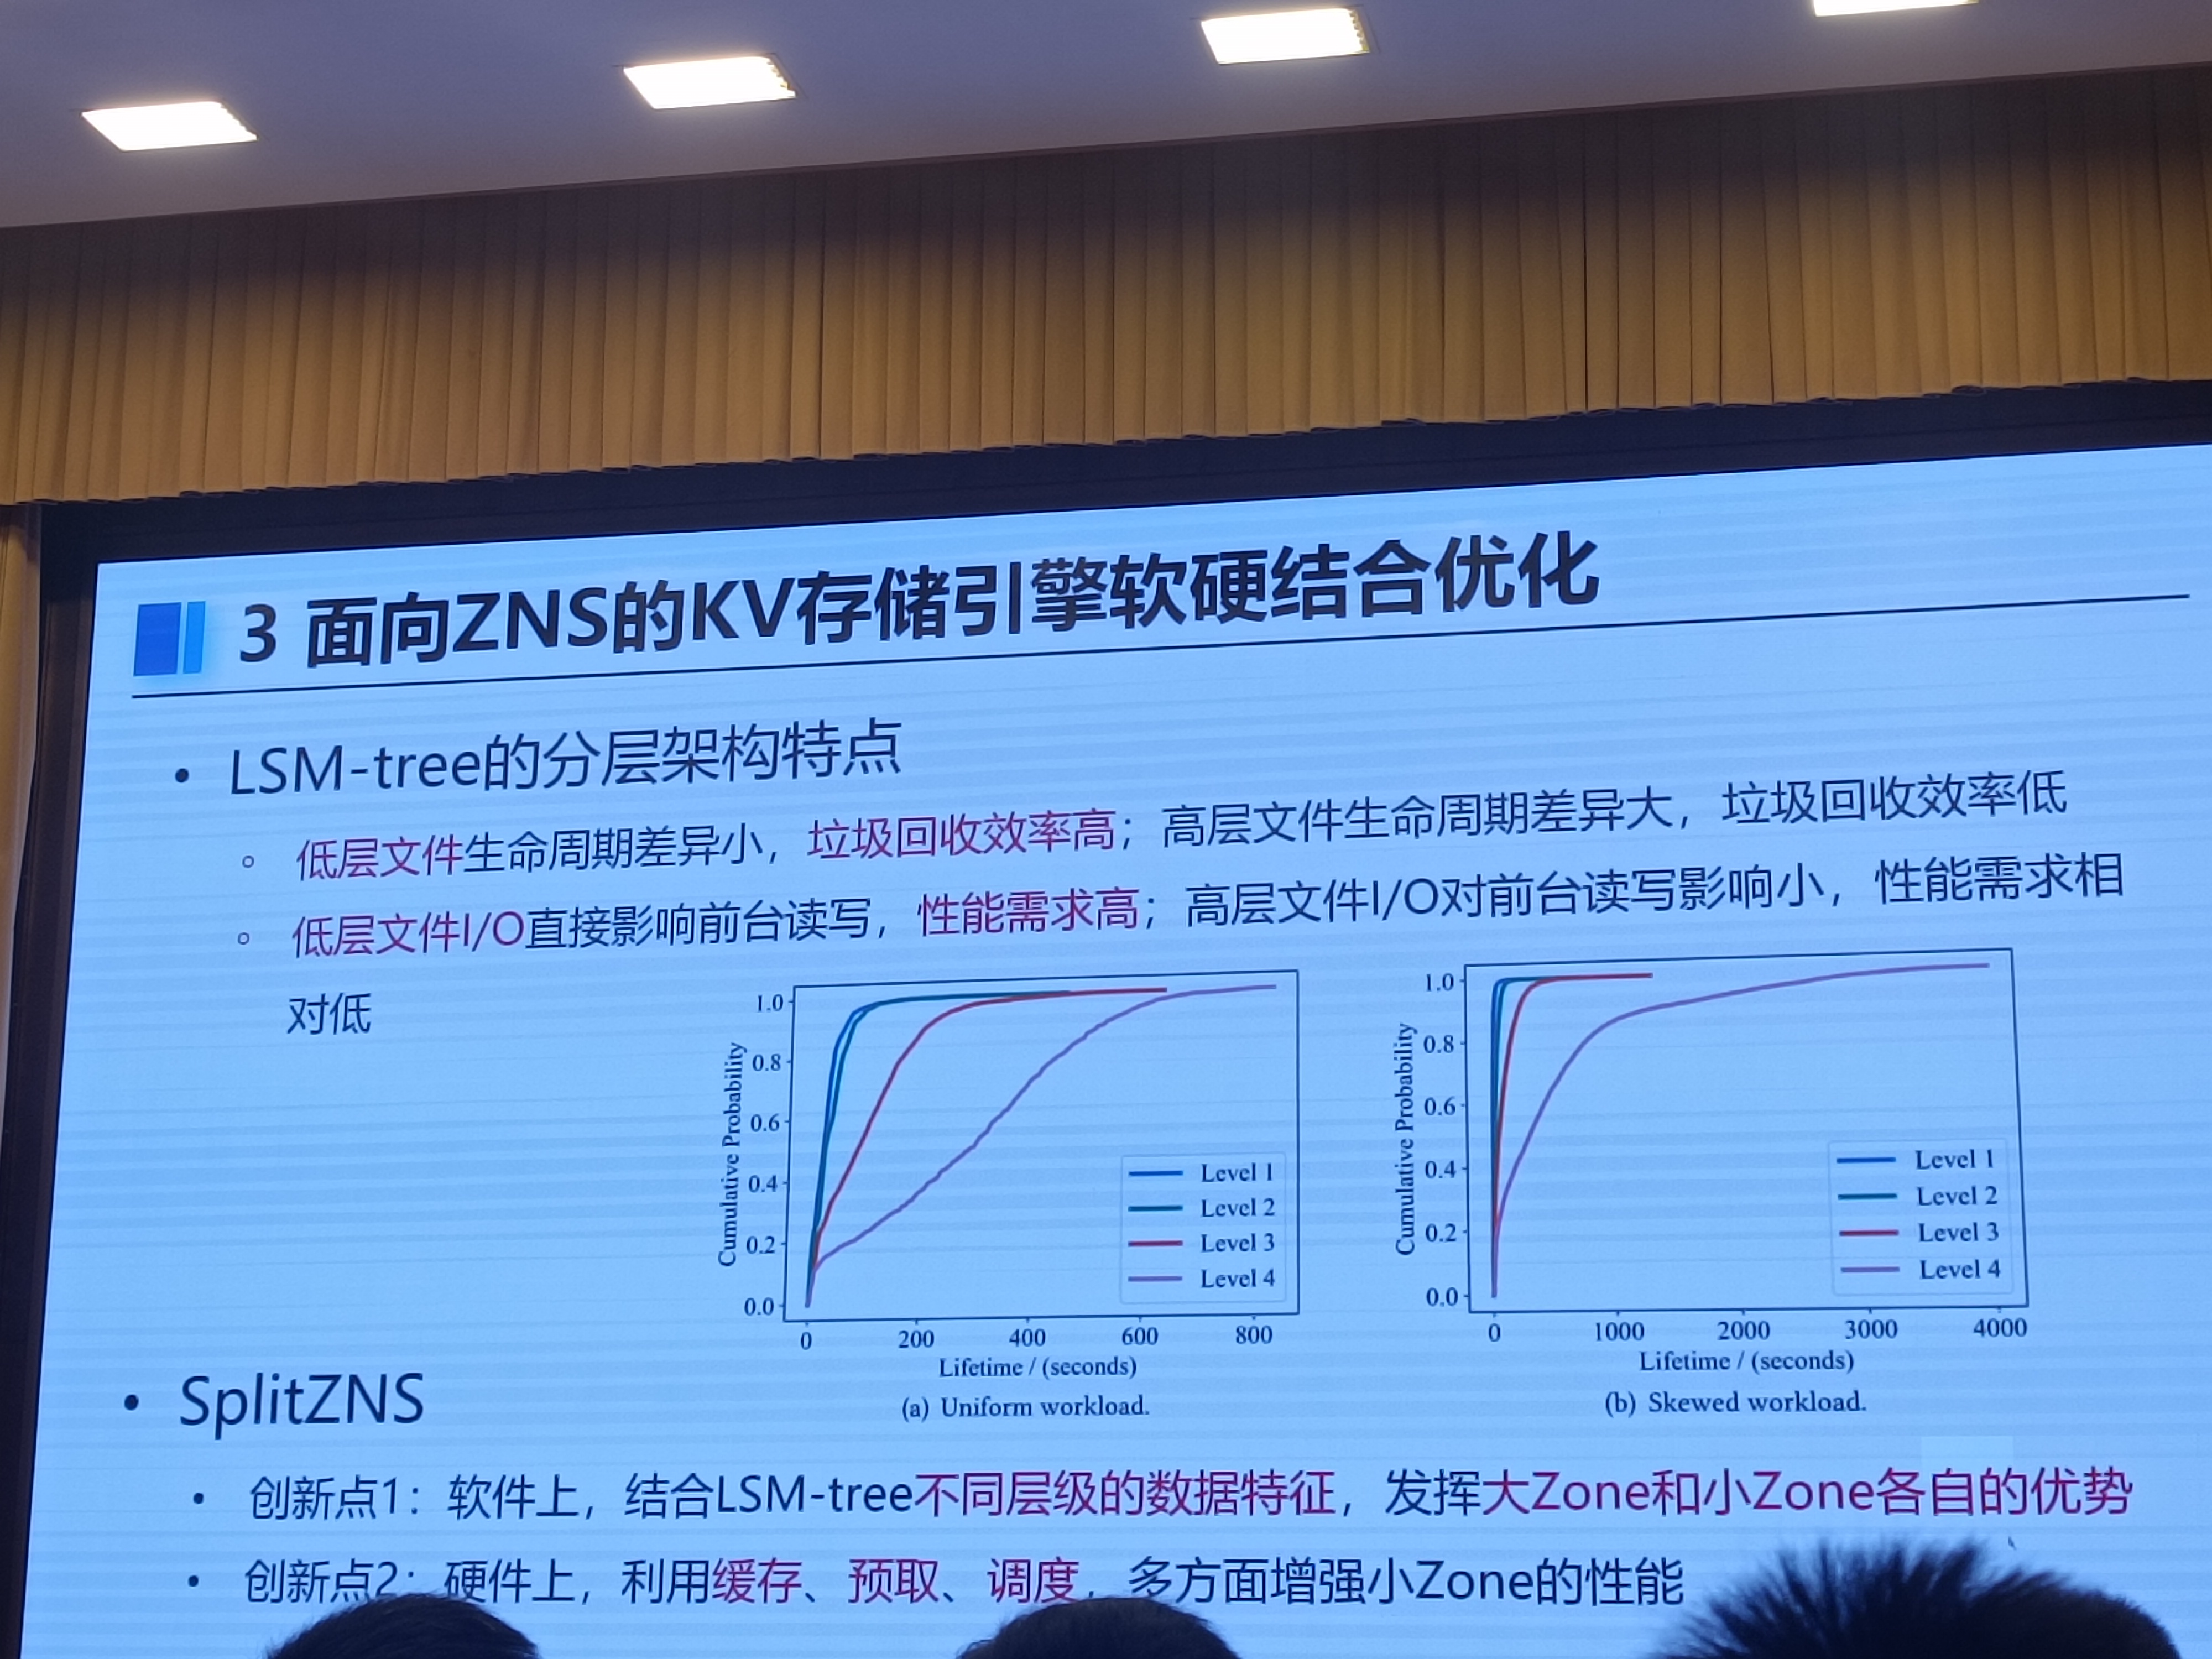 3 面向ZNS的KV存储引擎软硬结合优化
• LSM-tree的分层架构特点
◦ 低层文件生命周期差异小，垃圾回收效率高；高层文件生命周期差异大，垃圾回收效率低
◦ 低层文件I/O直接影响前台读写，性能需求高；高层文件I/O对前台读写影响小，性能需求相
对低
Cumulative Probability
1.0
0.8
0.6
0.4
0.2
0.0
Level 1
Level 2
Level 3
Level 4
0 200 400 600 800
Lifetime / (seconds)
(a) Uniform workload.
Cumulative Probability
1.0
0.8
0.6
0.4
0.2
0.0
Level 1
Level 2
Level 3
Level 4
0 1000 2000 3000 4000
Lifetime / (seconds)
(b) Skewed workload.
• SplitZNS
• 创新点1：软件上，结合LSM-tree不同层级的数据特征，发挥大Zone和小Zone各自的优势
• 创新点2：硬件上，利用缓存、预取、调度，多方面增强小Zone的性能